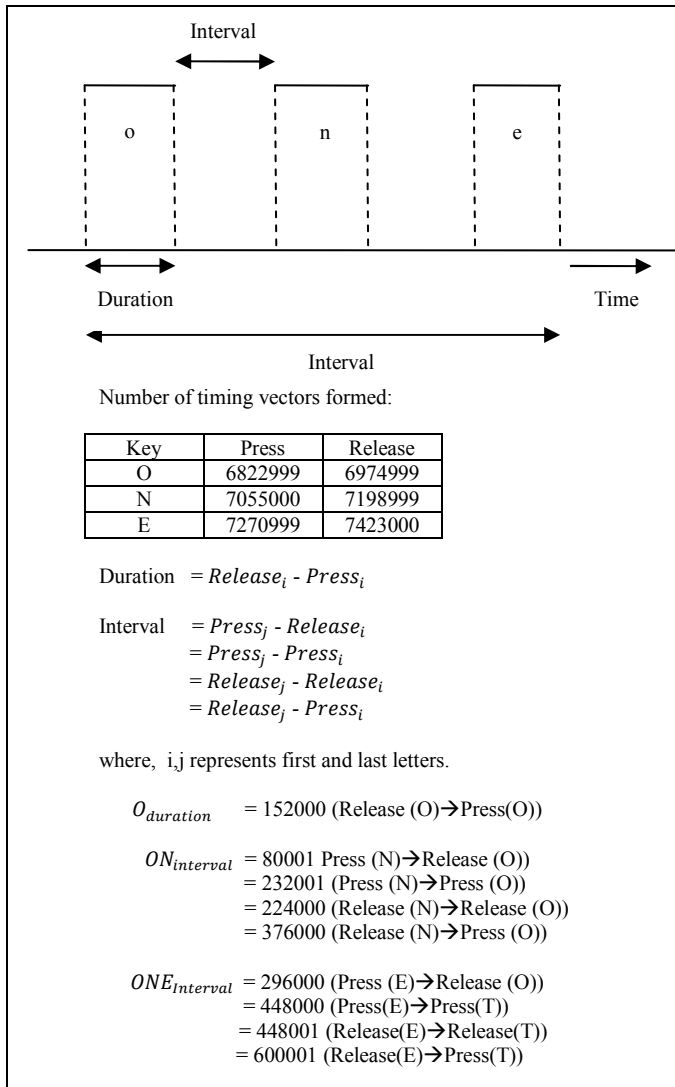 Interval
o n e
Duration Time
Interval
Number of timing vectors formed:
Key Press Release
O 6822999 6974999
N 7055000 7198999
E 7270999 7423000
Duration = Release_i - Press_i
Interval = Press_j - Release_i
= Press_j - Press_i
= Release_j - Release_i
= Release_j - Press_i
where, i,j represents first and last letters.
O_duration = 152000 (Release (O)→Press(O))
ON_interval = 80001 Press (N)→Release (O))
= 232001 (Press (N)→Press (O))
= 224000 (Release (N)→Release (O))
= 376000 (Release (N)→Press (O))
ONE_Interval = 296000 (Press (E)→Release (O))
= 448000 (Press(E)→Press(T))
= 448001 (Release(E)→Release(T))
= 600001 (Release(E)→Press(T))